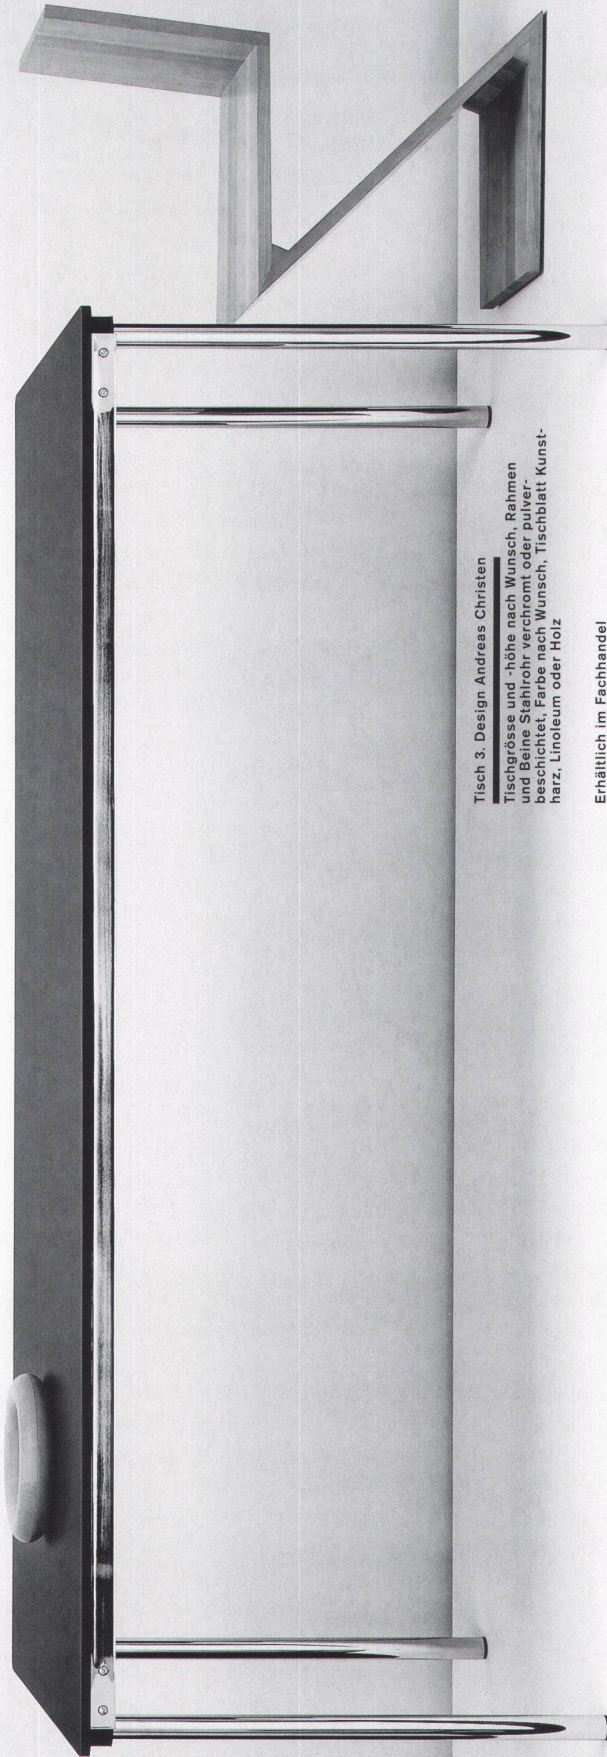 Tisch 3. Design Andreas Christen
Tischgrösse und -höhe nach Wunsch, Rahmen
und Beine Stahlrohr verchromt oder pulver-
beschichtet, Farbe nach Wunsch, Tischblatt Kunst-
harz, Linoleum oder Holz
Erhältlich im Fachhandel